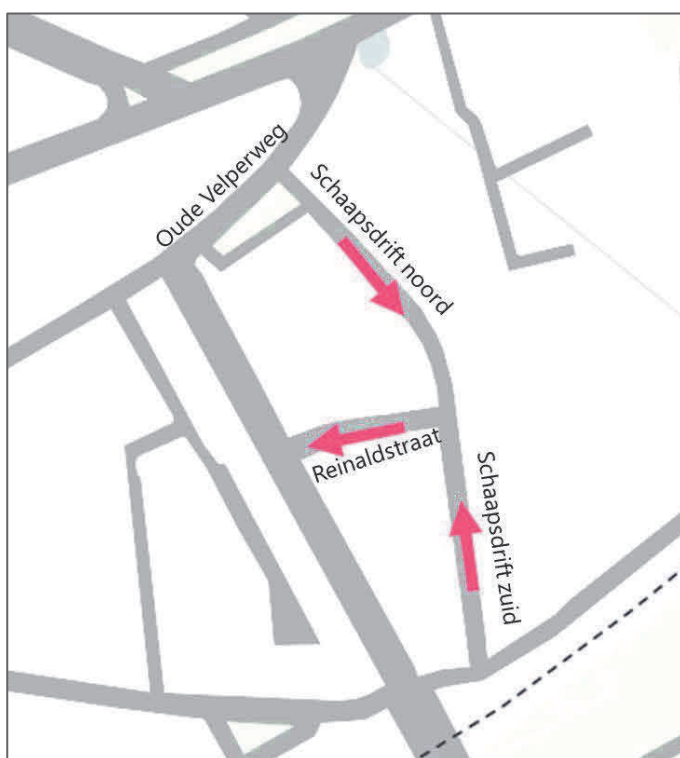 Oude Velperweg
Schaapsdrift noord
Reinaldstraat
Schaapsdrift zuid